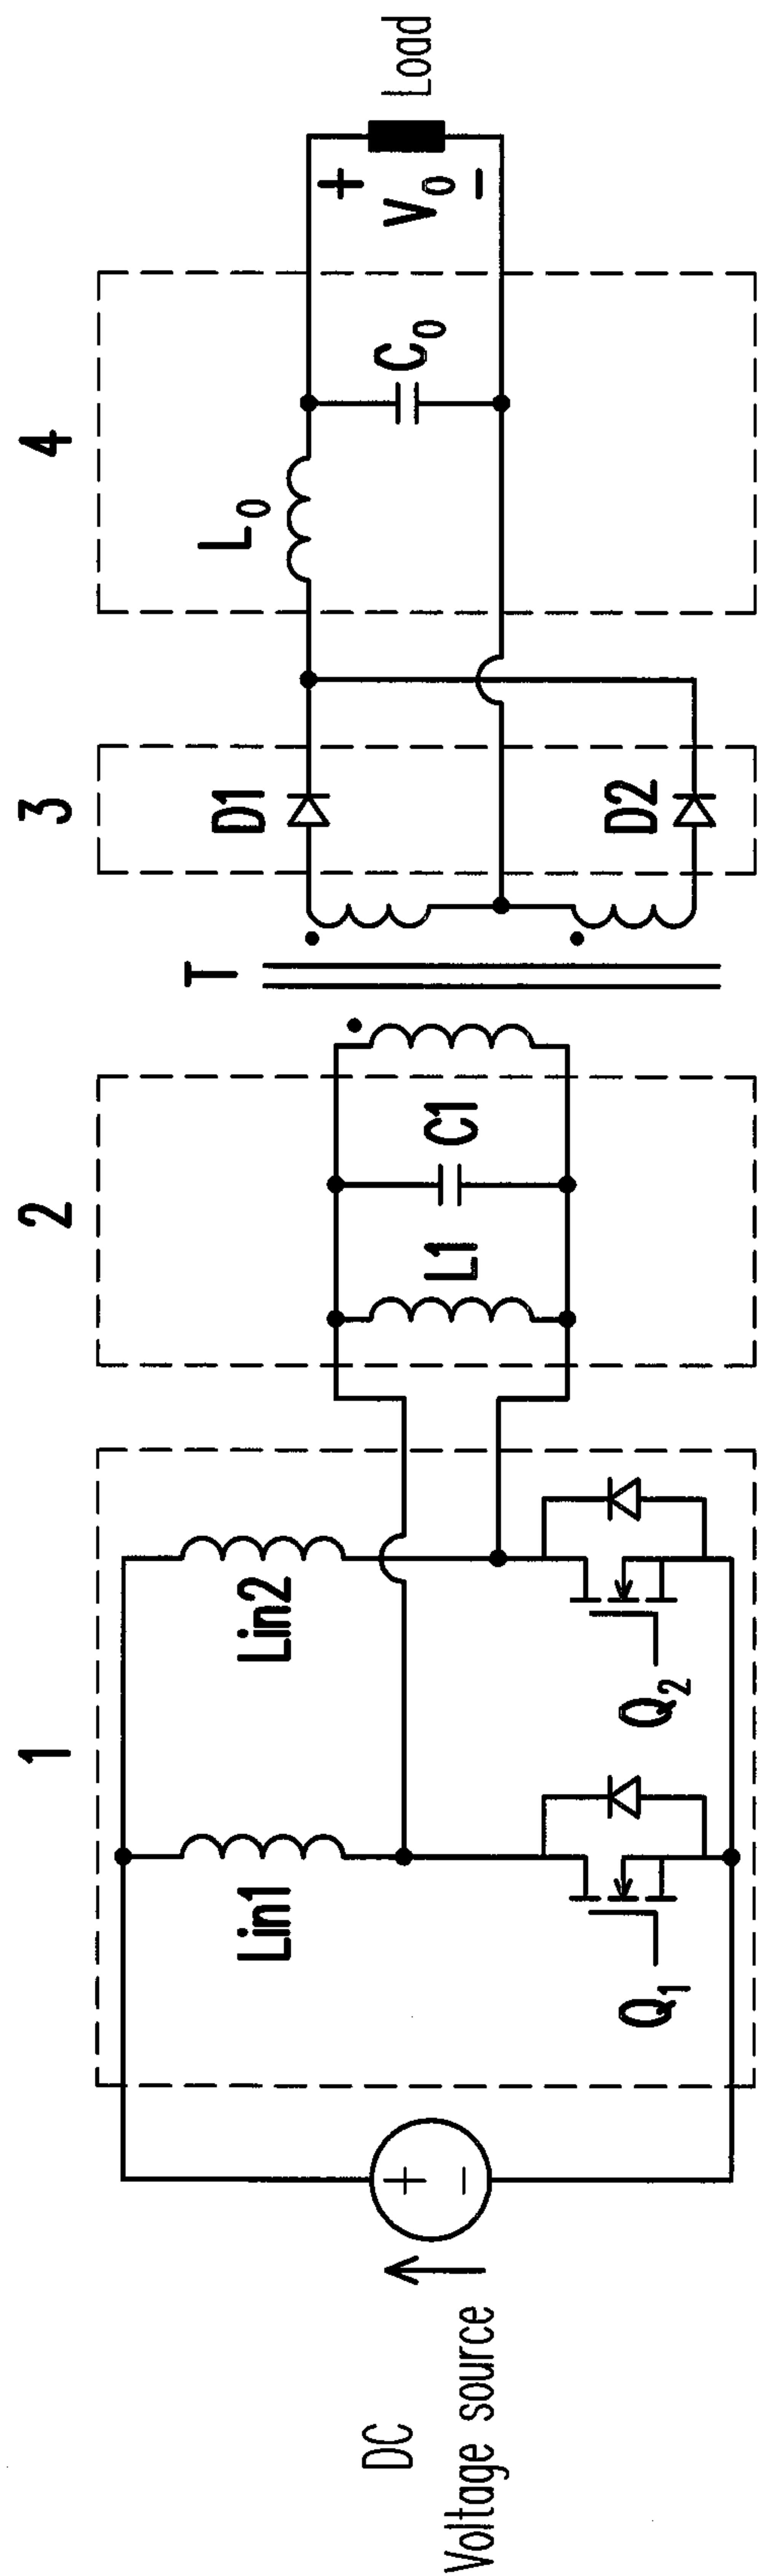 1
2
3
4
DC
Voltage source
Lin1
Lin2
Q1
Q2
L1
C1
T
D1
D2
L0
C0
+
V0
−
Load
+
−